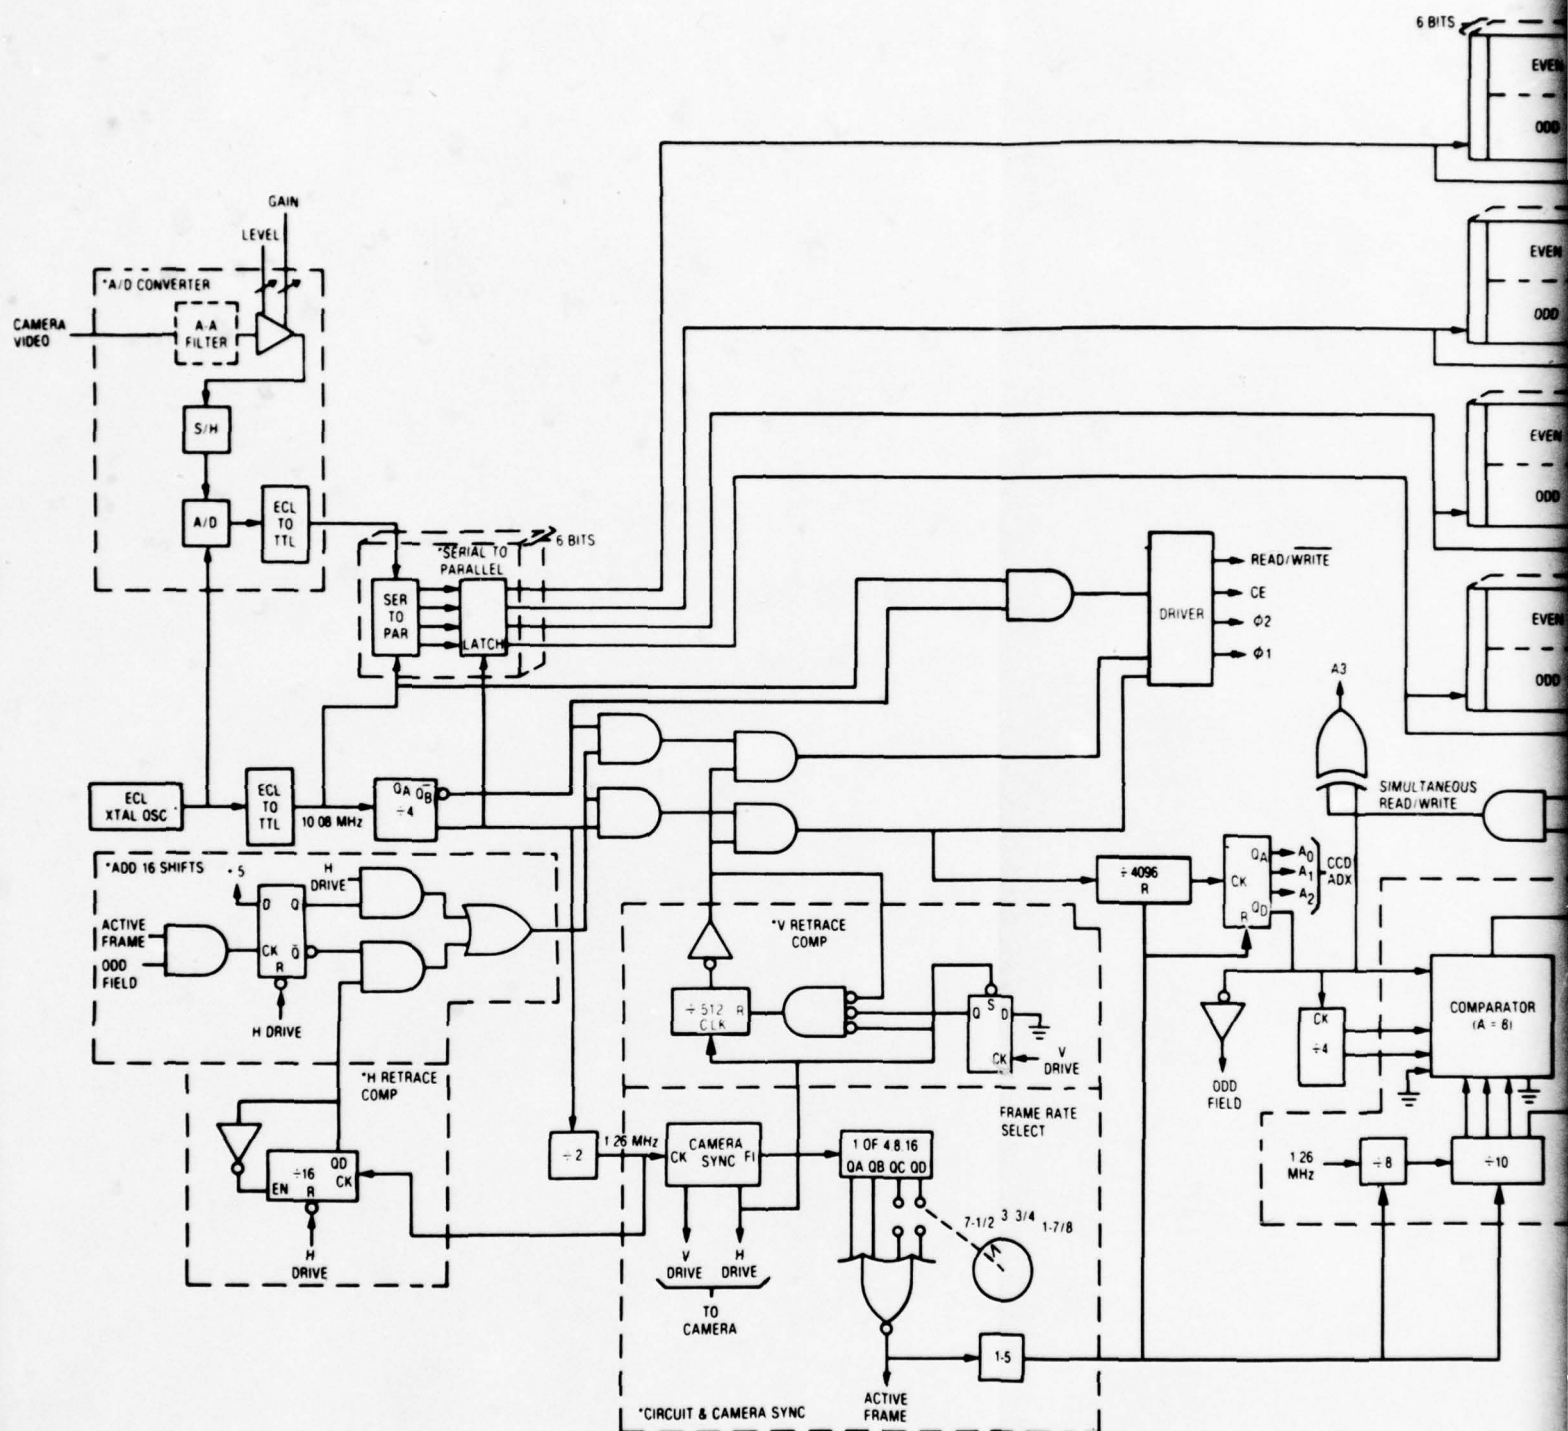 6 BITS
EVEN
ODD
EVEN
ODD
EVEN
ODD
EVEN
ODD
GAIN
LEVEL
*A/D CONVERTER
CAMERA
VIDEO
A-A
FILTER
S/H
A/D
ECL
TO
TTL
*SERIAL TO
PARALLEL
6 BITS
SER
TO
PAR
LATCH
DRIVER
READ/WRITE
CE
Φ2
Φ1
A3
SIMULTANEOUS
READ/WRITE
ECL
XTAL OSC
ECL
TO
TTL
10 08 MHz
QA Q̅B̅
÷4
*ADD 16 SHIFTS
+5
H
DRIVE
ACTIVE
FRAME
ODD
FIELD
D Q
CK Q̅
R
H DRIVE
*H RETRACE
COMP
÷16
QD
CK
EN
R
H
DRIVE
÷2
1 26 MHz
*V RETRACE
COMP
÷ 512 R
CLK
Q S D
CK
V
DRIVE
FRAME RATE
SELECT
CAMERA
SYNC
CK
FI
1 OF 4.8.16
QA QB QC QD
7-1/2 3 3/4 1-7/8
V
DRIVE
H
DRIVE
TO
CAMERA
1-5
ACTIVE
FRAME
*CIRCUIT & CAMERA SYNC
÷4096
R
QA
CK
R
QD
A0
A1
A2
CCD
ADX
ODD
FIELD
CK
÷4
COMPARATOR
(A = B)
1 26
MHz
÷8
÷10